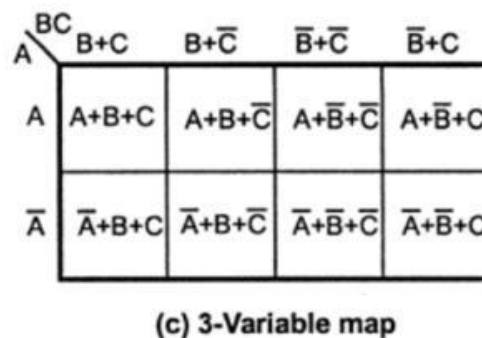 BC
A
B+C B+C̅ B̅+C̅ B̅+C
A A+B+C A+B+C̅ A+B̅+C̅ A+B̅+C
A̅ A̅+B+C A̅+B+C̅ A̅+B̅+C̅ A̅+B̅+C
(c) 3-Variable map